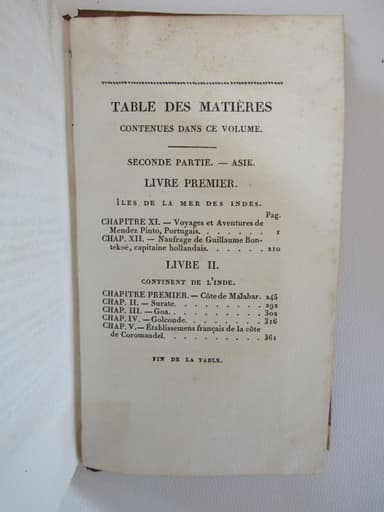 TABLE DES MATIÈRES
CONTENUES DANS CE VOLUME.
SECONDE PARTIE. — ASIE.
LIVRE PREMIER.
ÎLES DE LA MER DES INDES.
Pag.
CHAPITRE XI. — Voyages et Aventures de
Mendez Pinto, Portugais. . . . . . . 1
CHAP. XII. — Naufrage de Guillaume Bon-
tekoé, capitaine hollandais. . . . . . 210
LIVRE II.
CONTINENT DE L'INDE.
CHAPITRE PREMIER. — Côte de Malabar. 245
CHAP. II. — Surate. . . . . . . . . . 292
CHAP. III. — Goa. . . . . . . . . . . 302
CHAP. IV. — Golconde. . . . . . . . . 316
CHAP. V. — Établissemens français de la côte
de Coromandel. . . . . . . . . . . 361
FIN DE LA TABLE.